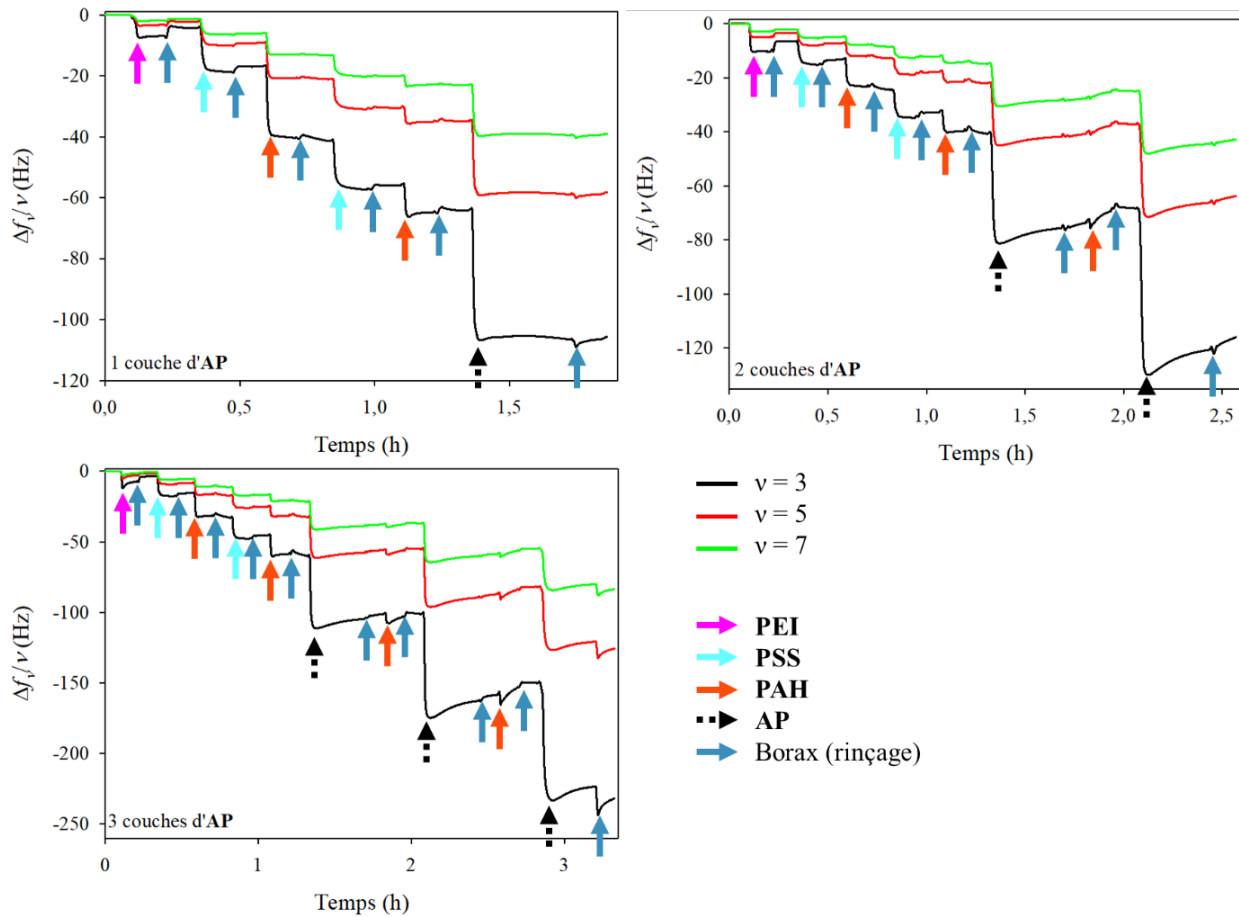 0
-20
-40
-60
-80
-100
-120
Δfν/ν (Hz)
1 couche d'AP
0,0
0,5
1,0
1,5
Temps (h)
0
-20
-40
-60
-80
-100
-120
Δfν/ν (Hz)
2 couches d'AP
0,0
0,5
1,0
1,5
2,0
2,5
Temps (h)
0
-50
-100
-150
-200
-250
Δfν/ν (Hz)
3 couches d'AP
0
1
2
3
Temps (h)
ν = 3
ν = 5
ν = 7
PEI
PSS
PAH
AP
Borax (rinçage)